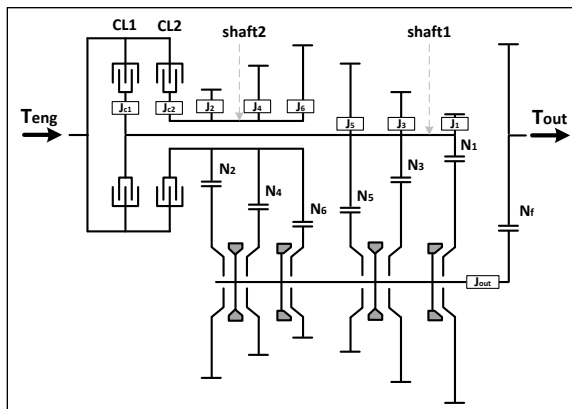 CL1 CL2 shaft2 shaft1
Teng Jc1 Jc2 J2 J4 J6 J5 J3 J1 Tout
N2 N4 N6 N5 N3 N1 Nf
Jout